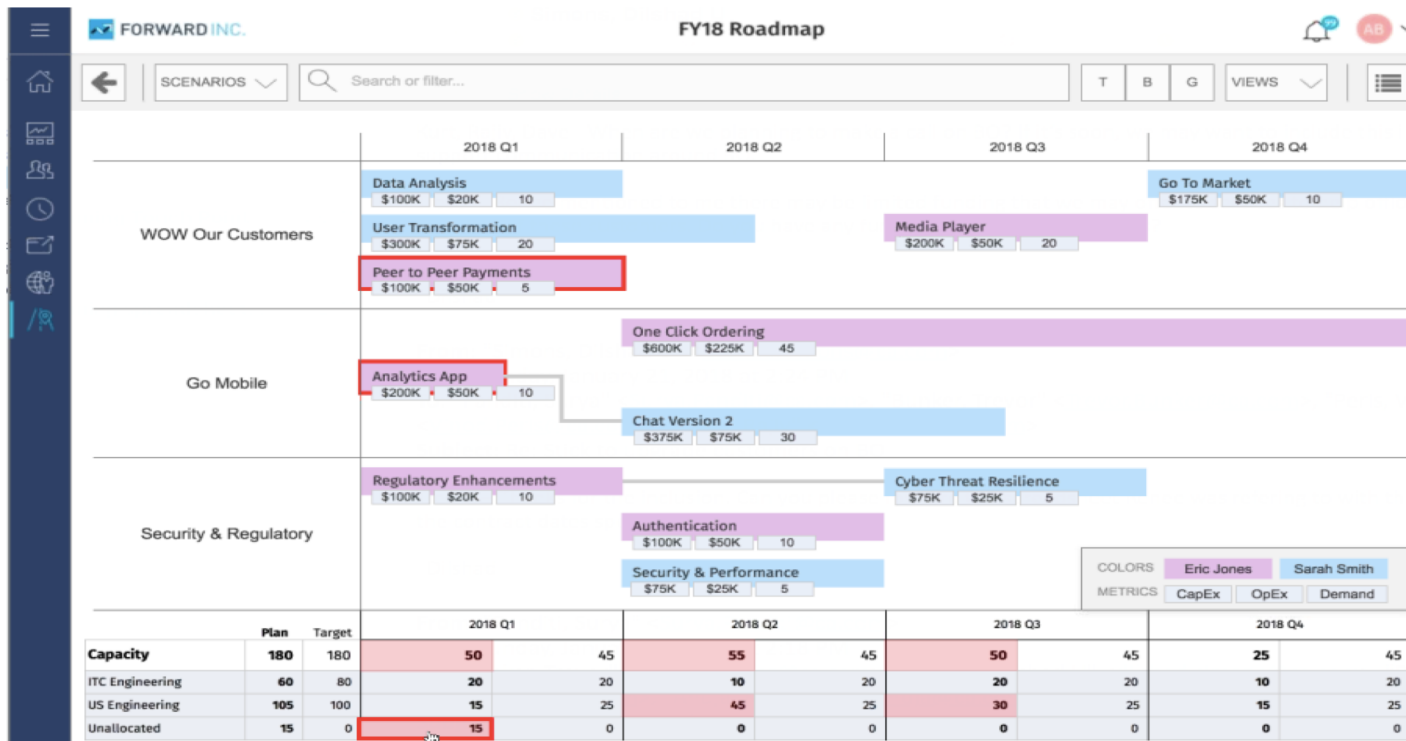 FORWARD INC.
FY18 Roadmap
99
AB
SCENARIOS
Search or filter...
T B G
VIEWS
2018 Q1 2018 Q2 2018 Q3 2018 Q4
WOW Our Customers
Data Analysis
$100K $20K 10
Go To Market
$175K $50K 10
User Transformation
$300K $75K 20
Media Player
$200K $50K 20
Peer to Peer Payments
$100K $50K 5
Go Mobile
One Click Ordering
$600K $225K 45
Analytics App
$200K $50K 10
Chat Version 2
$375K $75K 30
Security & Regulatory
Regulatory Enhancements
$100K $20K 10
Cyber Threat Resilience
$75K $25K 5
Authentication
$100K $50K 10
Security & Performance
$75K $25K 5
COLORS Eric Jones Sarah Smith
METRICS CapEx OpEx Demand
Plan Target 2018 Q1 2018 Q2 2018 Q3 2018 Q4
Capacity 180 180 50 45 55 45 50 45 25 45
ITC Engineering 60 80 20 20 10 20 20 20 10 20
US Engineering 105 100 15 25 45 25 30 25 15 25
Unallocated 15 0 15 0 0 0 0 0 0 0